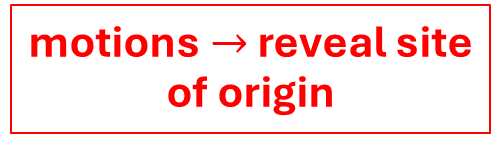 motions → reveal site
of origin